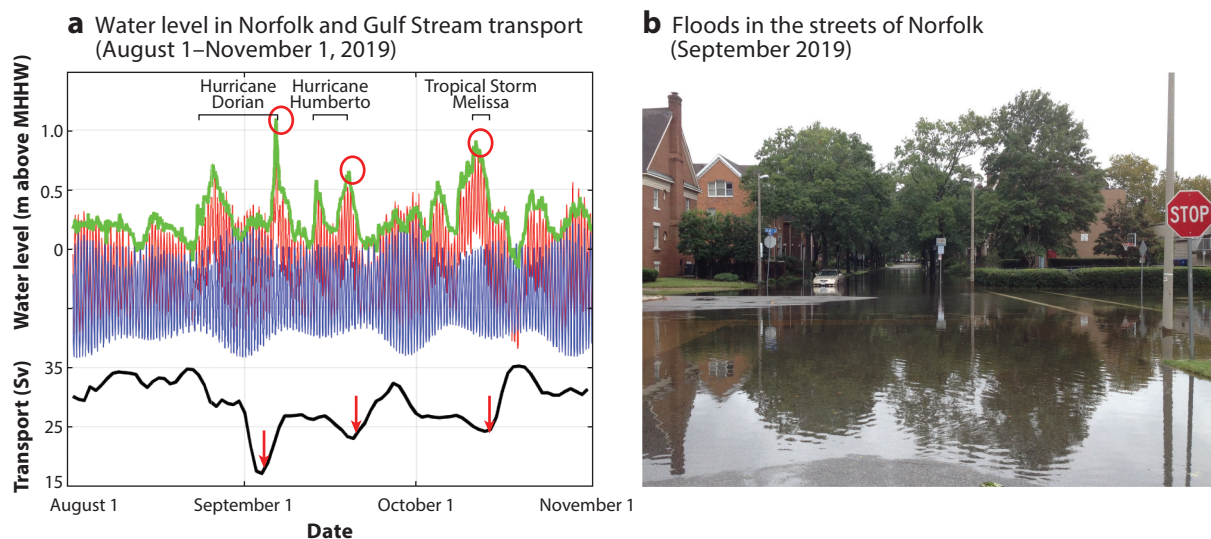 a Water level in Norfolk and Gulf Stream transport
(August 1–November 1, 2019)
Hurricane
Dorian
Hurricane
Humberto
Tropical Storm
Melissa
Water level (m above MHHW)
1.0
0.5
0
Transport (Sv)
35
25
15
August 1
September 1
October 1
November 1
Date
b Floods in the streets of Norfolk
(September 2019)
STOP